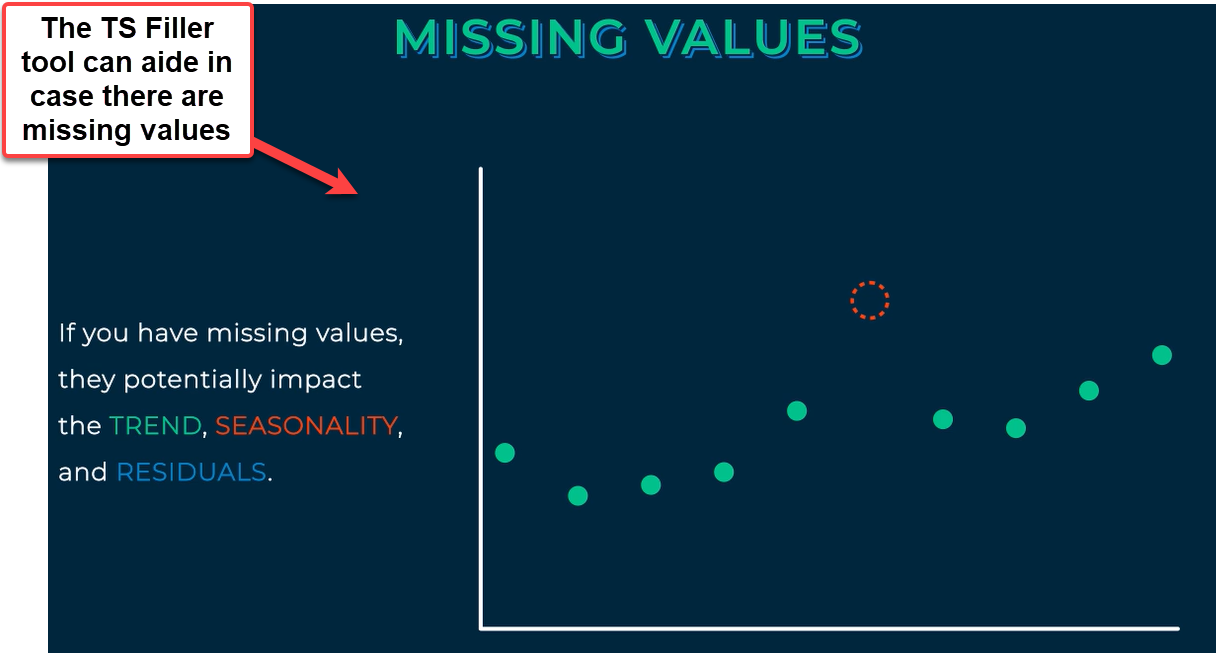 The TS Filler
tool can aide in
case there are
missing values
MISSING VALUES
If you have missing values,
they potentially impact
the TREND, SEASONALITY,
and RESIDUALS.